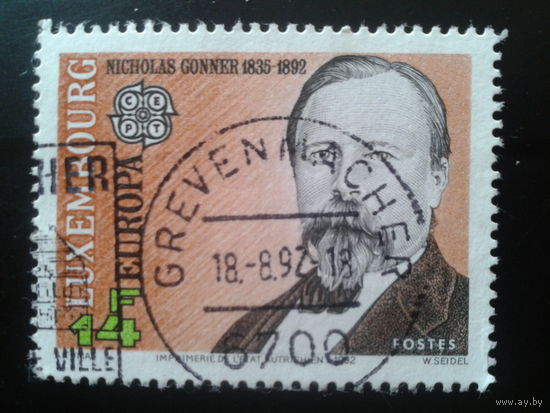 NICHOLAS GONNER 1835-1892
CEPT
LUXEMBOURG
EUROPA
14F
GREVENMACHER
18.-8.92-18
6700
VILLE
POSTES
IMPRIMERIE DE L'ETAT AUTRICHIEN 1992
W. SEIDEL
www.ay.by